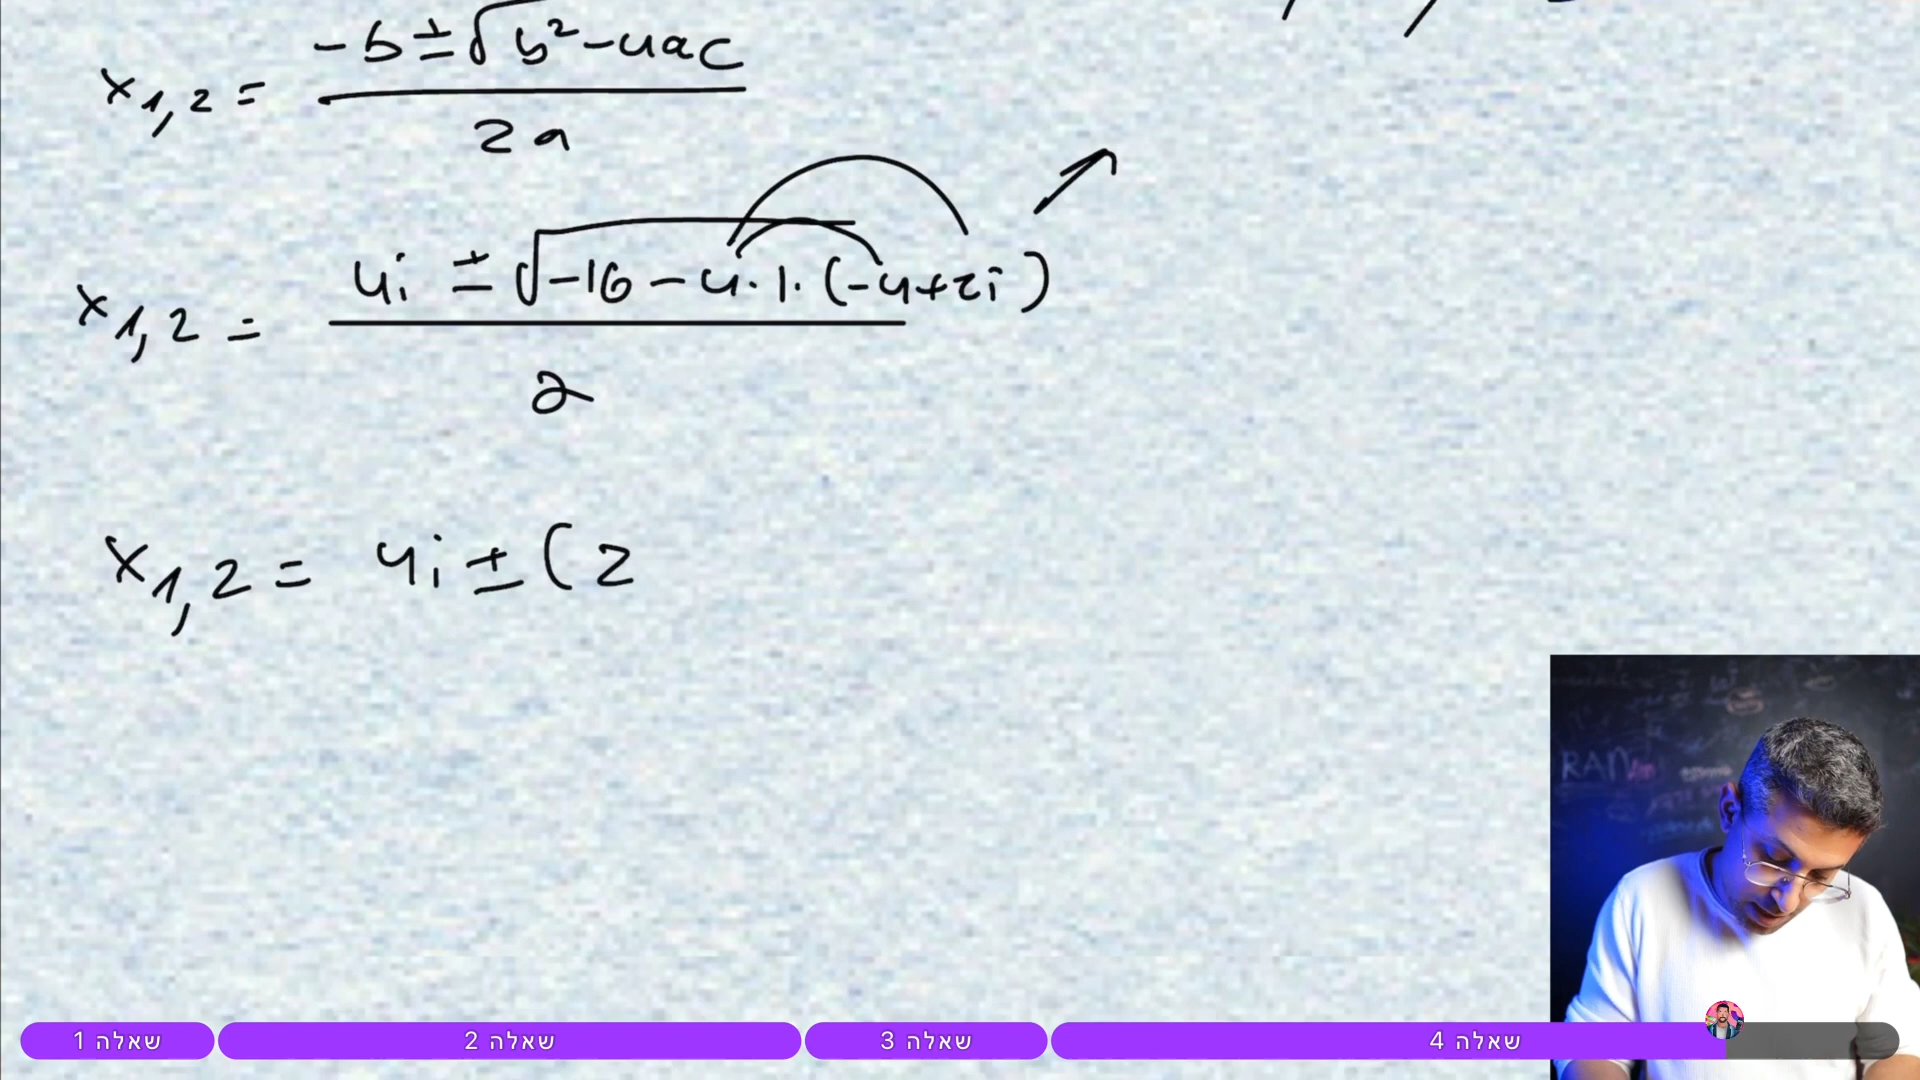 x₁,₂ = (-b ± √(b² - 4ac)) / 2a
x₁,₂ = (4i ± √(-16 - 4·1·(-4+2i))) / 2
x₁,₂ = 4i ± (2
RAN
שאלה 1
שאלה 2
שאלה 3
שאלה 4